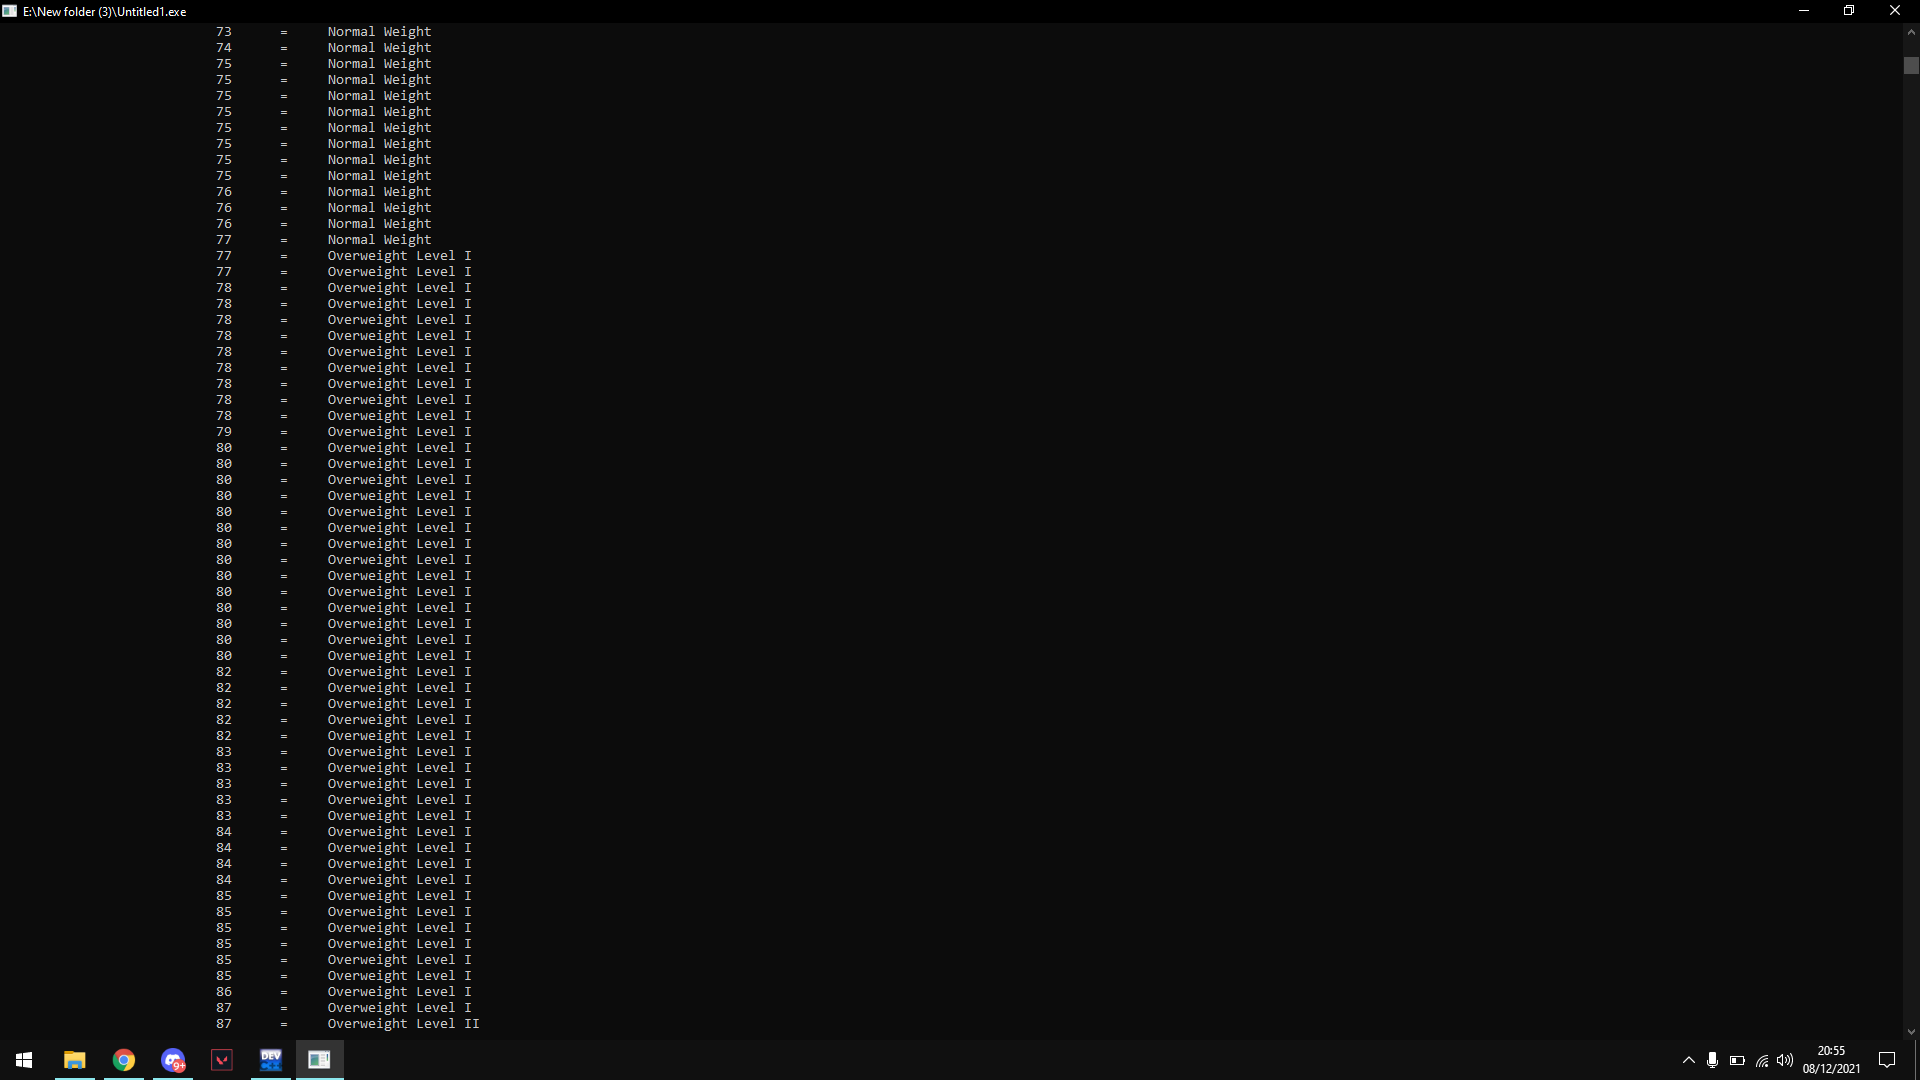 E:\New folder (3)\Untitled1.exe
73 = Normal Weight
74 = Normal Weight
75 = Normal Weight
75 = Normal Weight
75 = Normal Weight
75 = Normal Weight
75 = Normal Weight
75 = Normal Weight
75 = Normal Weight
75 = Normal Weight
76 = Normal Weight
76 = Normal Weight
76 = Normal Weight
77 = Normal Weight
77 = Overweight Level I
77 = Overweight Level I
78 = Overweight Level I
78 = Overweight Level I
78 = Overweight Level I
78 = Overweight Level I
78 = Overweight Level I
78 = Overweight Level I
78 = Overweight Level I
78 = Overweight Level I
78 = Overweight Level I
79 = Overweight Level I
80 = Overweight Level I
80 = Overweight Level I
80 = Overweight Level I
80 = Overweight Level I
80 = Overweight Level I
80 = Overweight Level I
80 = Overweight Level I
80 = Overweight Level I
80 = Overweight Level I
80 = Overweight Level I
80 = Overweight Level I
80 = Overweight Level I
80 = Overweight Level I
80 = Overweight Level I
82 = Overweight Level I
82 = Overweight Level I
82 = Overweight Level I
82 = Overweight Level I
82 = Overweight Level I
83 = Overweight Level I
83 = Overweight Level I
83 = Overweight Level I
83 = Overweight Level I
83 = Overweight Level I
84 = Overweight Level I
84 = Overweight Level I
84 = Overweight Level I
84 = Overweight Level I
85 = Overweight Level I
85 = Overweight Level I
85 = Overweight Level I
85 = Overweight Level I
85 = Overweight Level I
85 = Overweight Level I
86 = Overweight Level I
87 = Overweight Level I
87 = Overweight Level II
9+
DEV
20:55
08/12/2021